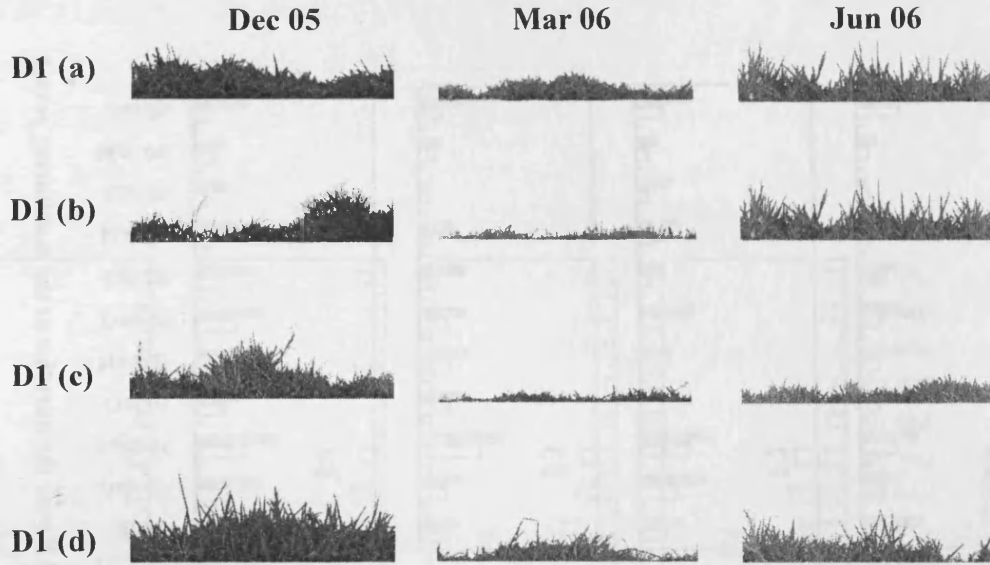 Dec 05 Mar 06 Jun 06
D1 (a)
D1 (b)
D1 (c)
D1 (d)